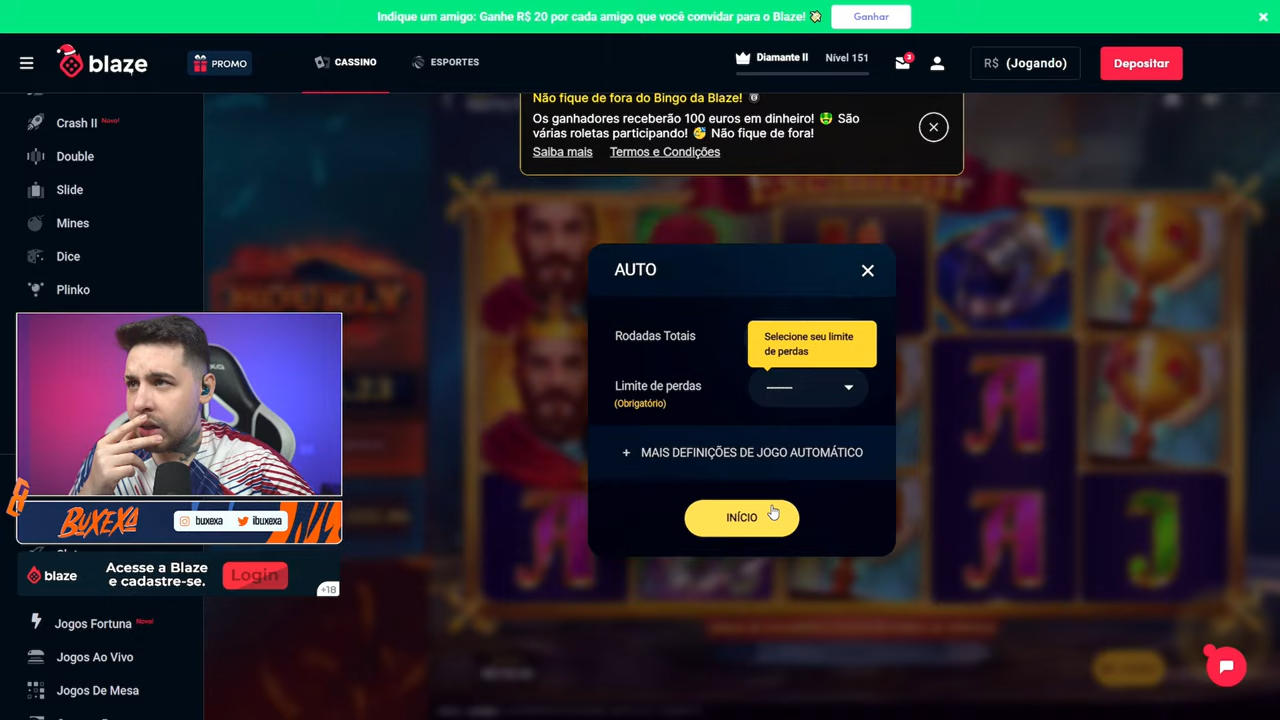 Indique um amigo: Ganhe R$ 20 por cada amigo que você convidar para o Blaze!
Ganhar
blaze
PROMO
CASSINO
ESPORTES
Diamante II
Nível 151
3
R$ (Jogando)
Depositar
Crash II Novo!
Double
Slide
Mines
Dice
Plinko
Não fique de fora do Bingo da Blaze!
Os ganhadores receberão 100 euros em dinheiro! São
várias roletas participando! Não fique de fora!
Saiba mais
Termos e Condições
AUTO
Rodadas Totais
Selecione seu limite
de perdas
Limite de perdas
(Obrigatório)
+ MAIS DEFINIÇÕES DE JOGO AUTOMÁTICO
INÍCIO
BUXEXA
buxexa
ibuxexa
blaze
Acesse a Blaze
e cadastre-se.
Login
+18
Jogos Fortuna Novo!
Jogos Ao Vivo
Jogos De Mesa